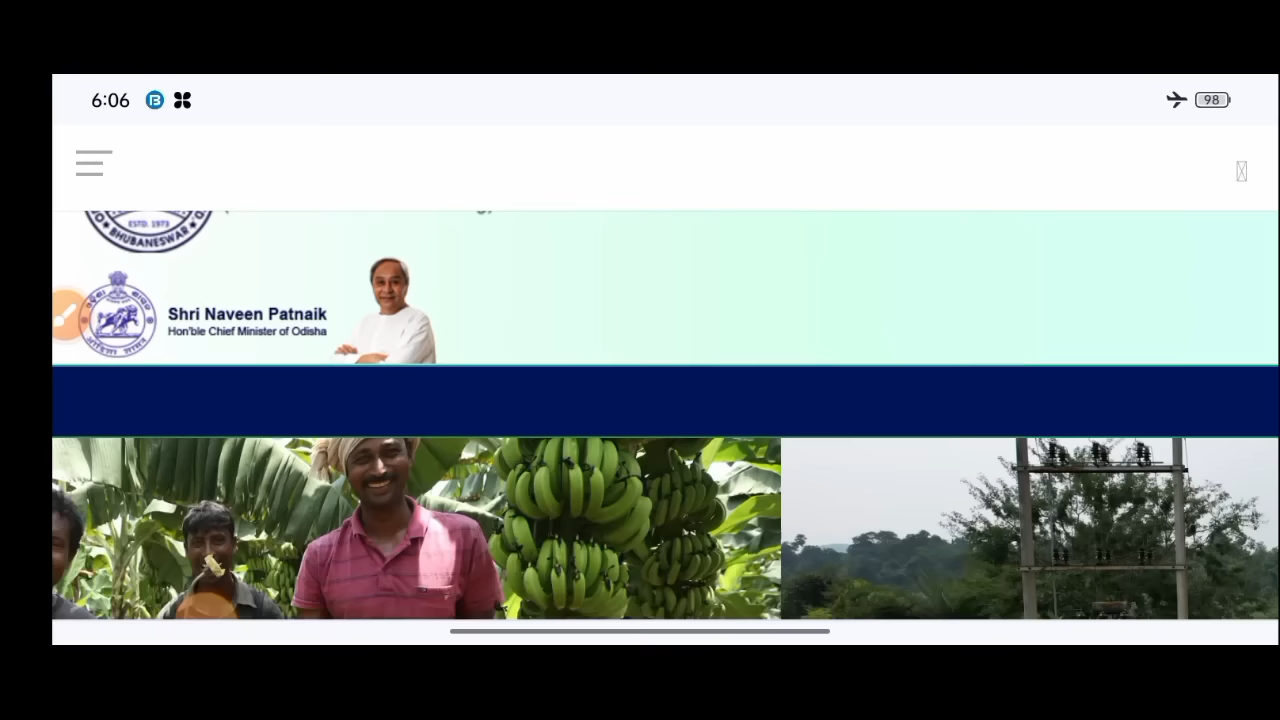 6:06
98
ESTD. 1973
BHUBANESWAR
Shri Naveen Patnaik
Hon'ble Chief Minister of Odisha